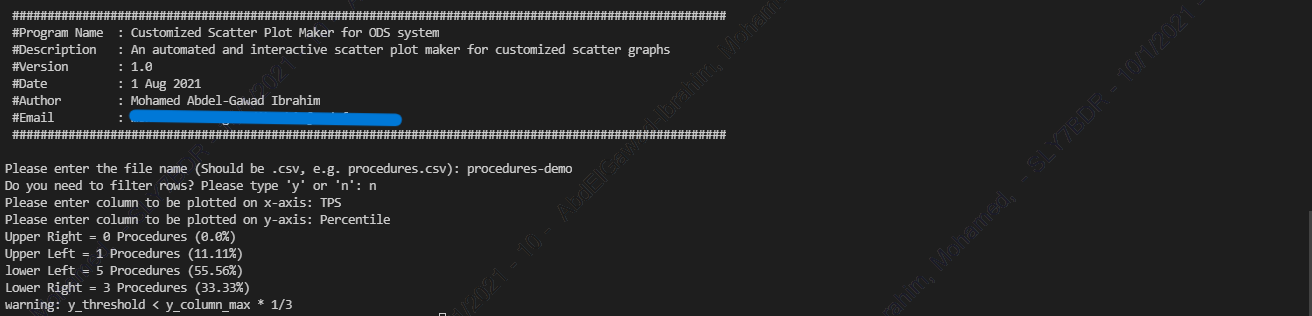 ######################################################################################################
#Program Name  : Customized Scatter Plot Maker for ODS system
#Description   : An automated and interactive scatter plot maker for customized scatter graphs
#Version       : 1.0
#Date          : 1 Aug 2021
#Author        : Mohamed Abdel-Gawad Ibrahim
#Email         :
######################################################################################################
Please enter the file name (Should be .csv, e.g. procedures.csv): procedures-demo
Do you need to filter rows? Please type 'y' or 'n': n
Please enter column to be plotted on x-axis: TPS
Please enter column to be plotted on y-axis: Percentile
Upper Right = 0 Procedures (0.0%)
Upper Left = 1 Procedures (11.11%)
lower Left = 5 Procedures (55.56%)
Lower Right = 3 Procedures (33.33%)
warning: y_threshold < y_column_max * 1/3